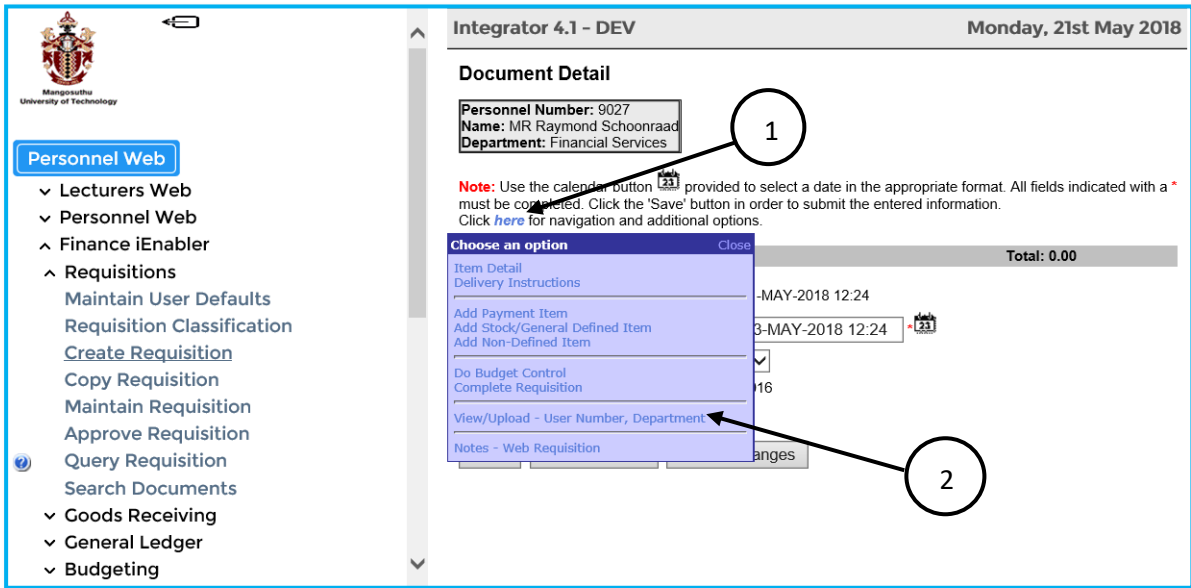 Mangosuthu
University of Technology
Personnel Web
Lecturers Web
Personnel Web
Finance iEnabler
Requisitions
Maintain User Defaults
Requisition Classification
Create Requisition
Copy Requisition
Maintain Requisition
Approve Requisition
Query Requisition
Search Documents
Goods Receiving
General Ledger
Budgeting
Integrator 4.1 - DEV
Monday, 21st May 2018
Document Detail
Personnel Number: 9027
Name: MR Raymond Schoonraad
Department: Financial Services
1
Note: Use the calendar button 23 provided to select a date in the appropriate format. All fields indicated with a *
must be completed. Click the 'Save' button in order to submit the entered information.
Click here for navigation and additional options.
Choose an option Close
Total: 0.00
Item Detail
Delivery Instructions
-MAY-2018 12:24
Add Payment Item
Add Stock/General Defined Item
3-MAY-2018 12:24 * 23
Add Non-Defined Item
Do Budget Control
Complete Requisition
16
View/Upload - User Number, Department
Notes - Web Requisition
anges
2